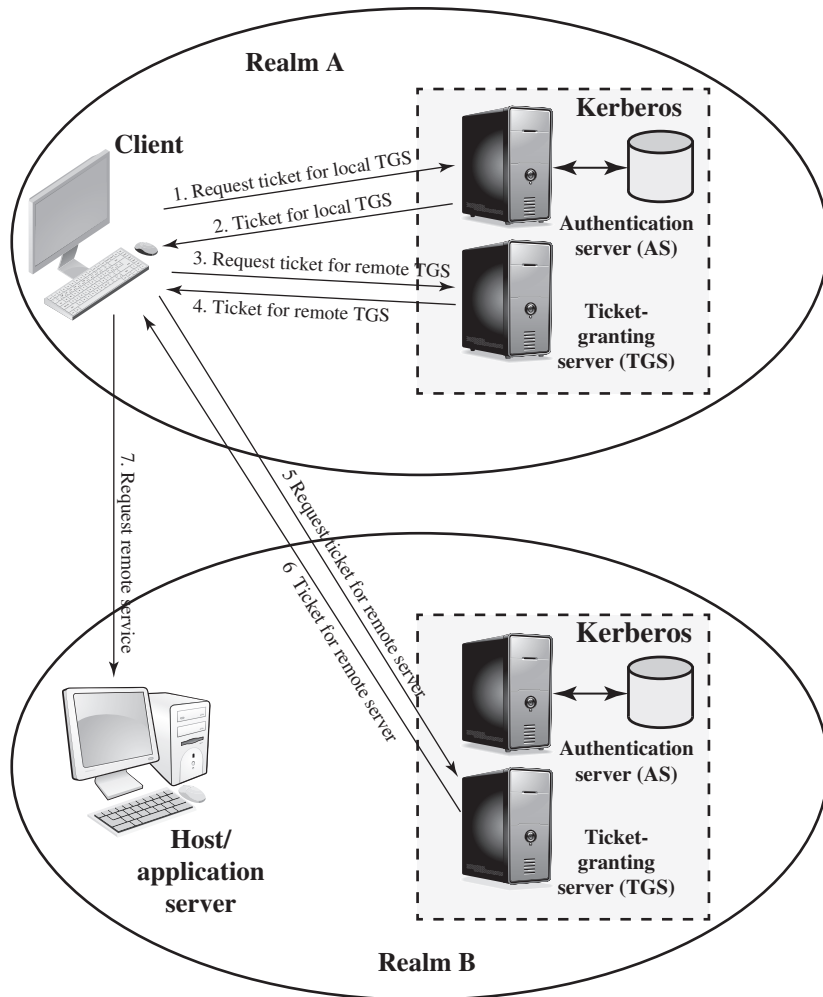 Realm A
Kerberos
Client
1. Request ticket for local TGS
2. Ticket for local TGS
3. Request ticket for remote TGS
4. Ticket for remote TGS
Authentication
server (AS)
Ticket-
granting
server (TGS)
5 Request ticket for remote server
6 Ticket for remote server
7. Request remote service
Kerberos
Authentication
server (AS)
Ticket-
granting
server (TGS)
Host/
application
server
Realm B